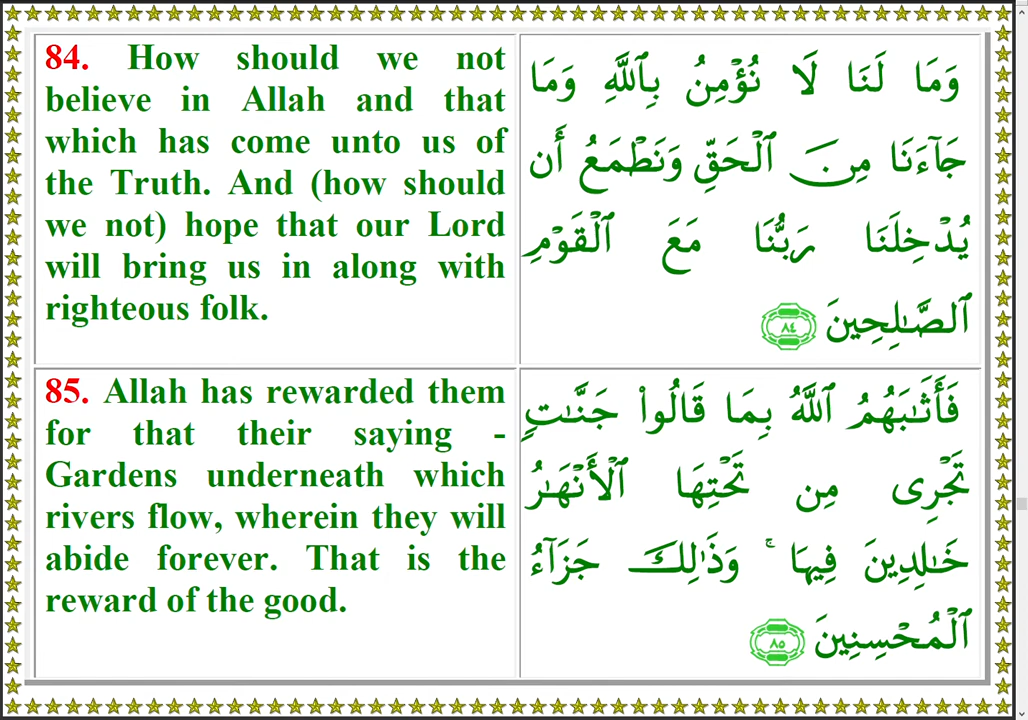 84. How should we not
believe in Allah and that
which has come unto us of
the Truth. And (how should
we not) hope that our Lord
will bring us in along with
righteous folk.
وَمَا لَنَا لَا نُؤْمِنُ بِٱللَّهِ وَمَا
جَآءَنَا مِنَ ٱلْحَقِّ وَنَطْمَعُ أَن
يُدْخِلَنَا رَبُّنَا مَعَ ٱلْقَوْمِ
ٱلصَّـٰلِحِينَ ٨٤
85. Allah has rewarded them
for that their saying -
Gardens underneath which
rivers flow, wherein they will
abide forever. That is the
reward of the good.
فَأَثَـٰبَهُمُ ٱللَّهُ بِمَا قَالُوا۟ جَنَّـٰتٍ
تَجْرِى مِن تَحْتِهَا ٱلْأَنْهَـٰرُ
خَـٰلِدِينَ فِيهَا ۚ وَذَٰلِكَ جَزَآءُ
ٱلْمُحْسِنِينَ ٨٥